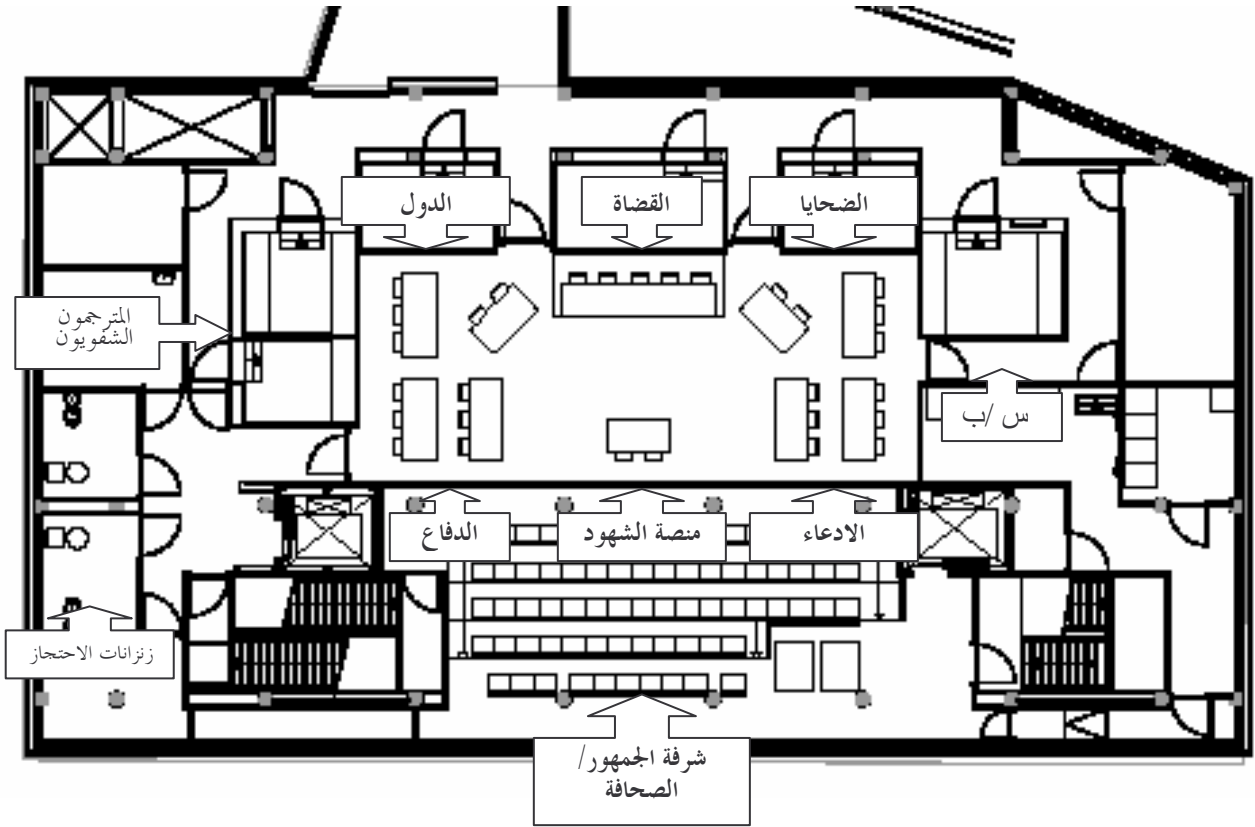 الضحايا
القضاة
الدول
المترجمون
الشفويون
س /ب
الادعاء
منصة الشهود
الدفاع
زنزانات الاحتجاز
شرفة الجمهور/
الصحافة